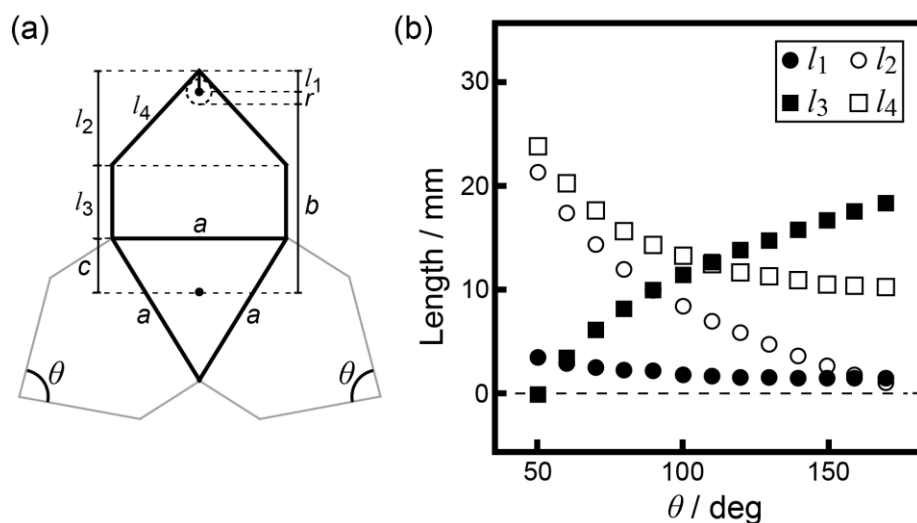 (a)
l1
r
l2
l4
l3
b
a
c
a
a
θ
θ
(b)
l1 l2
l3 l4
30
20
10
0
Length / mm
50 100 150
θ / deg